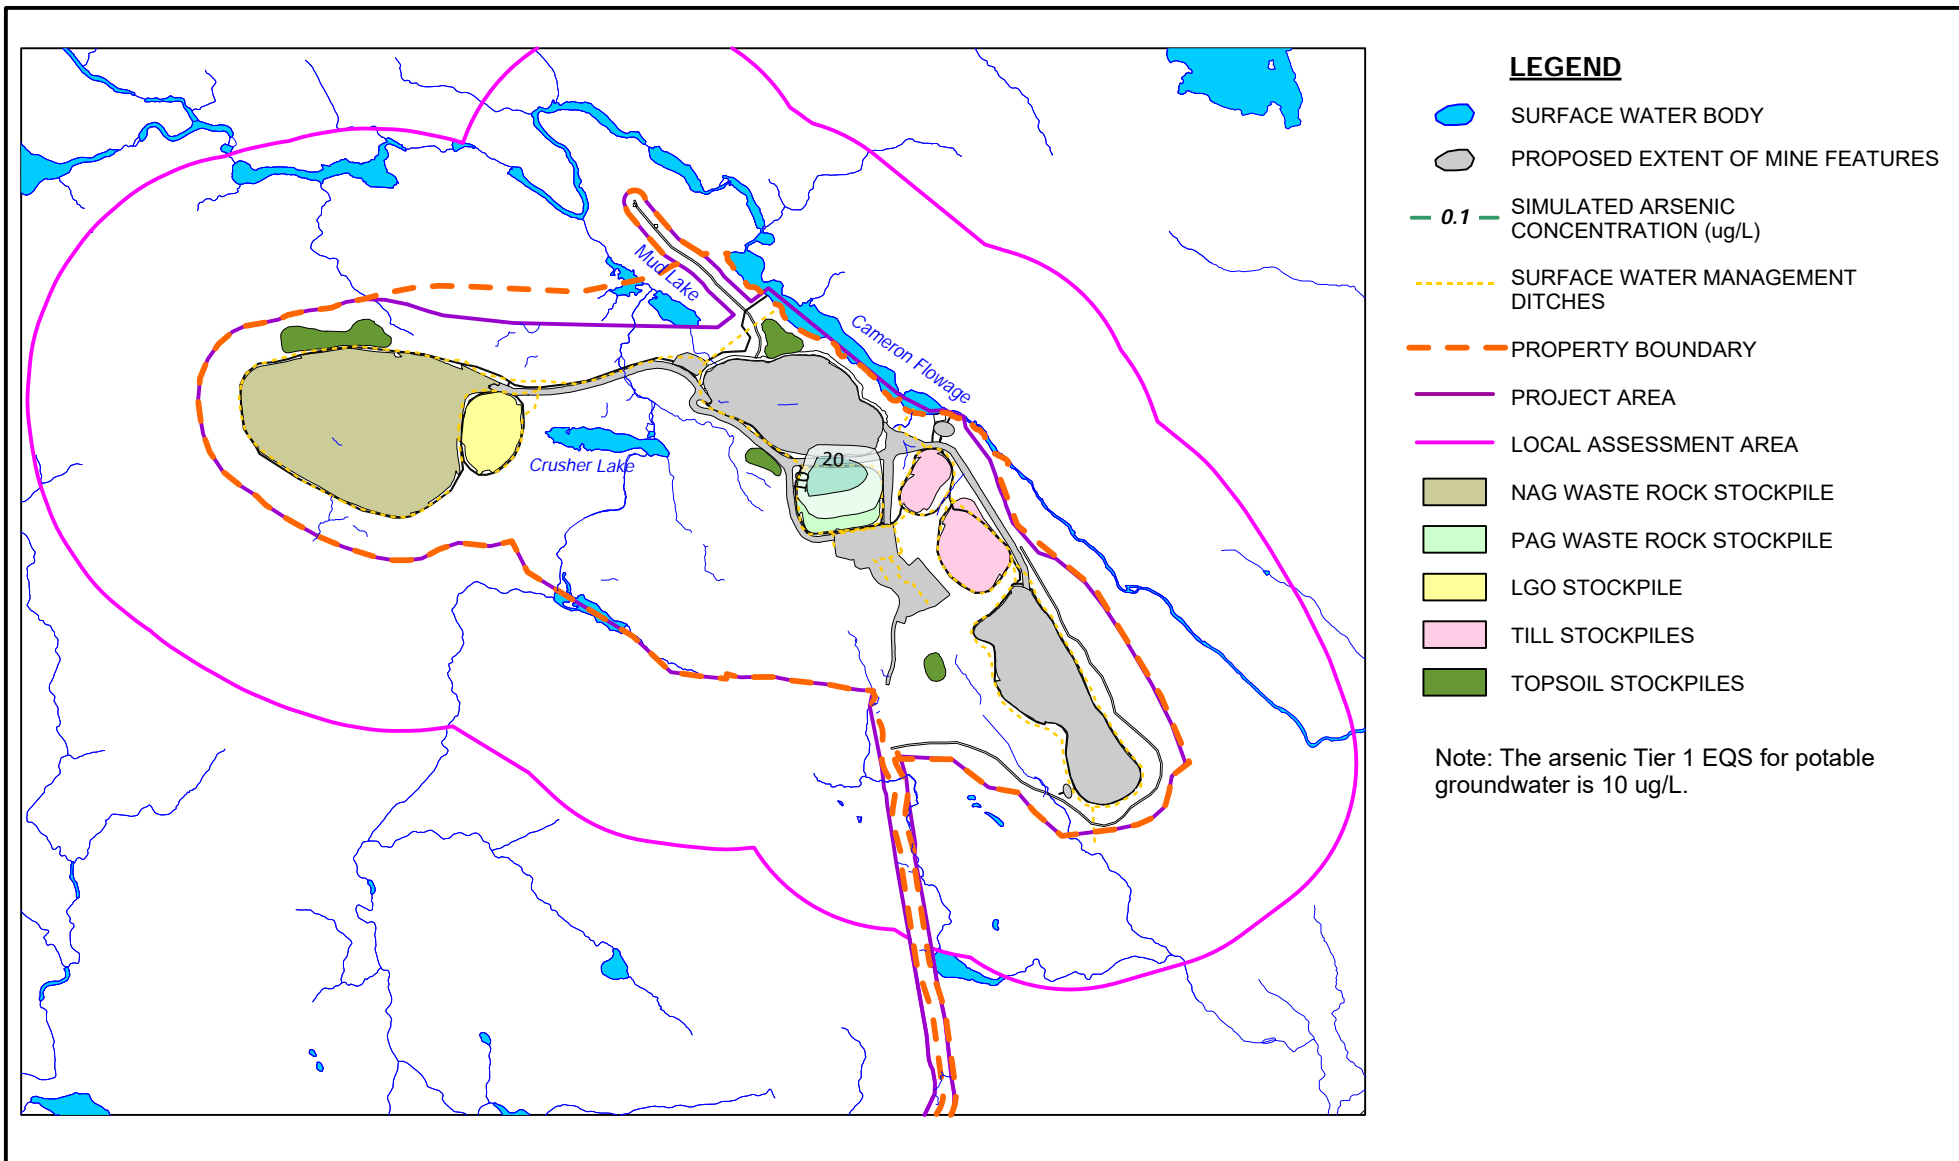 LEGEND
SURFACE WATER BODY
PROPOSED EXTENT OF MINE FEATURES
0.1
SIMULATED ARSENIC
CONCENTRATION (ug/L)
SURFACE WATER MANAGEMENT
DITCHES
PROPERTY BOUNDARY
PROJECT AREA
LOCAL ASSESSMENT AREA
NAG WASTE ROCK STOCKPILE
PAG WASTE ROCK STOCKPILE
LGO STOCKPILE
TILL STOCKPILES
TOPSOIL STOCKPILES
Note: The arsenic Tier 1 EQS for potable
groundwater is 10 ug/L.
Mud Lake
Cameron Flowage
Crusher Lake
20
10